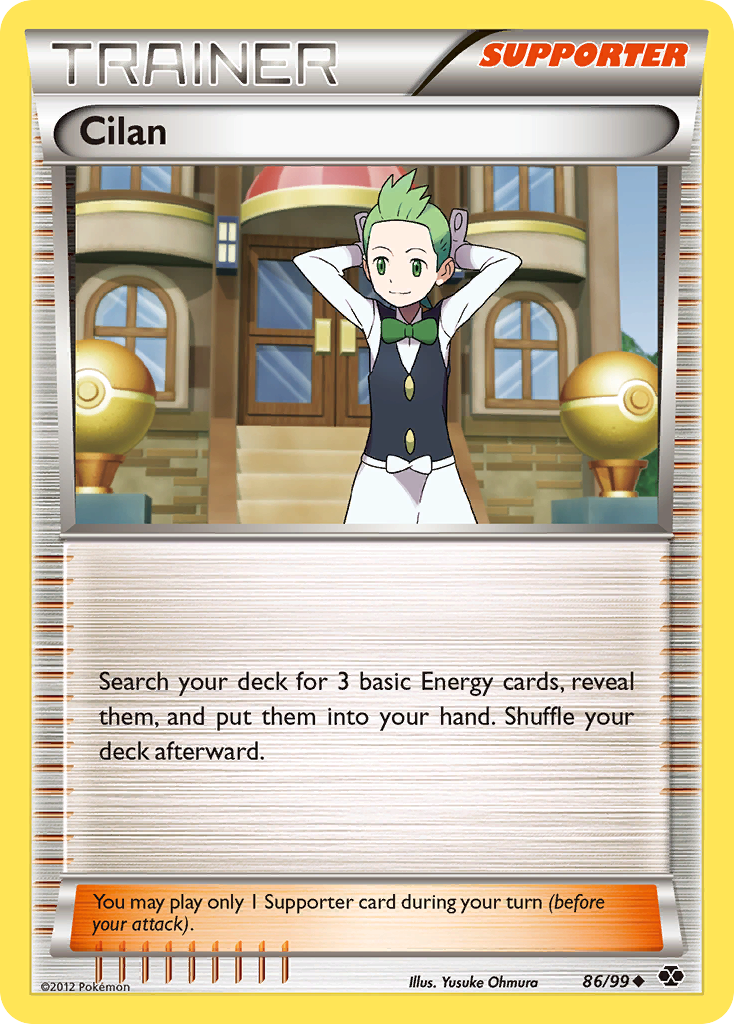 TRAINER
SUPPORTER
Cilan
Search your deck for 3 basic Energy cards, reveal
them, and put them into your hand. Shuffle your
deck afterward.
You may play only 1 Supporter card during your turn (before
your attack).
©2012 Pokémon
Illus. Yusuke Ohmura
86/99